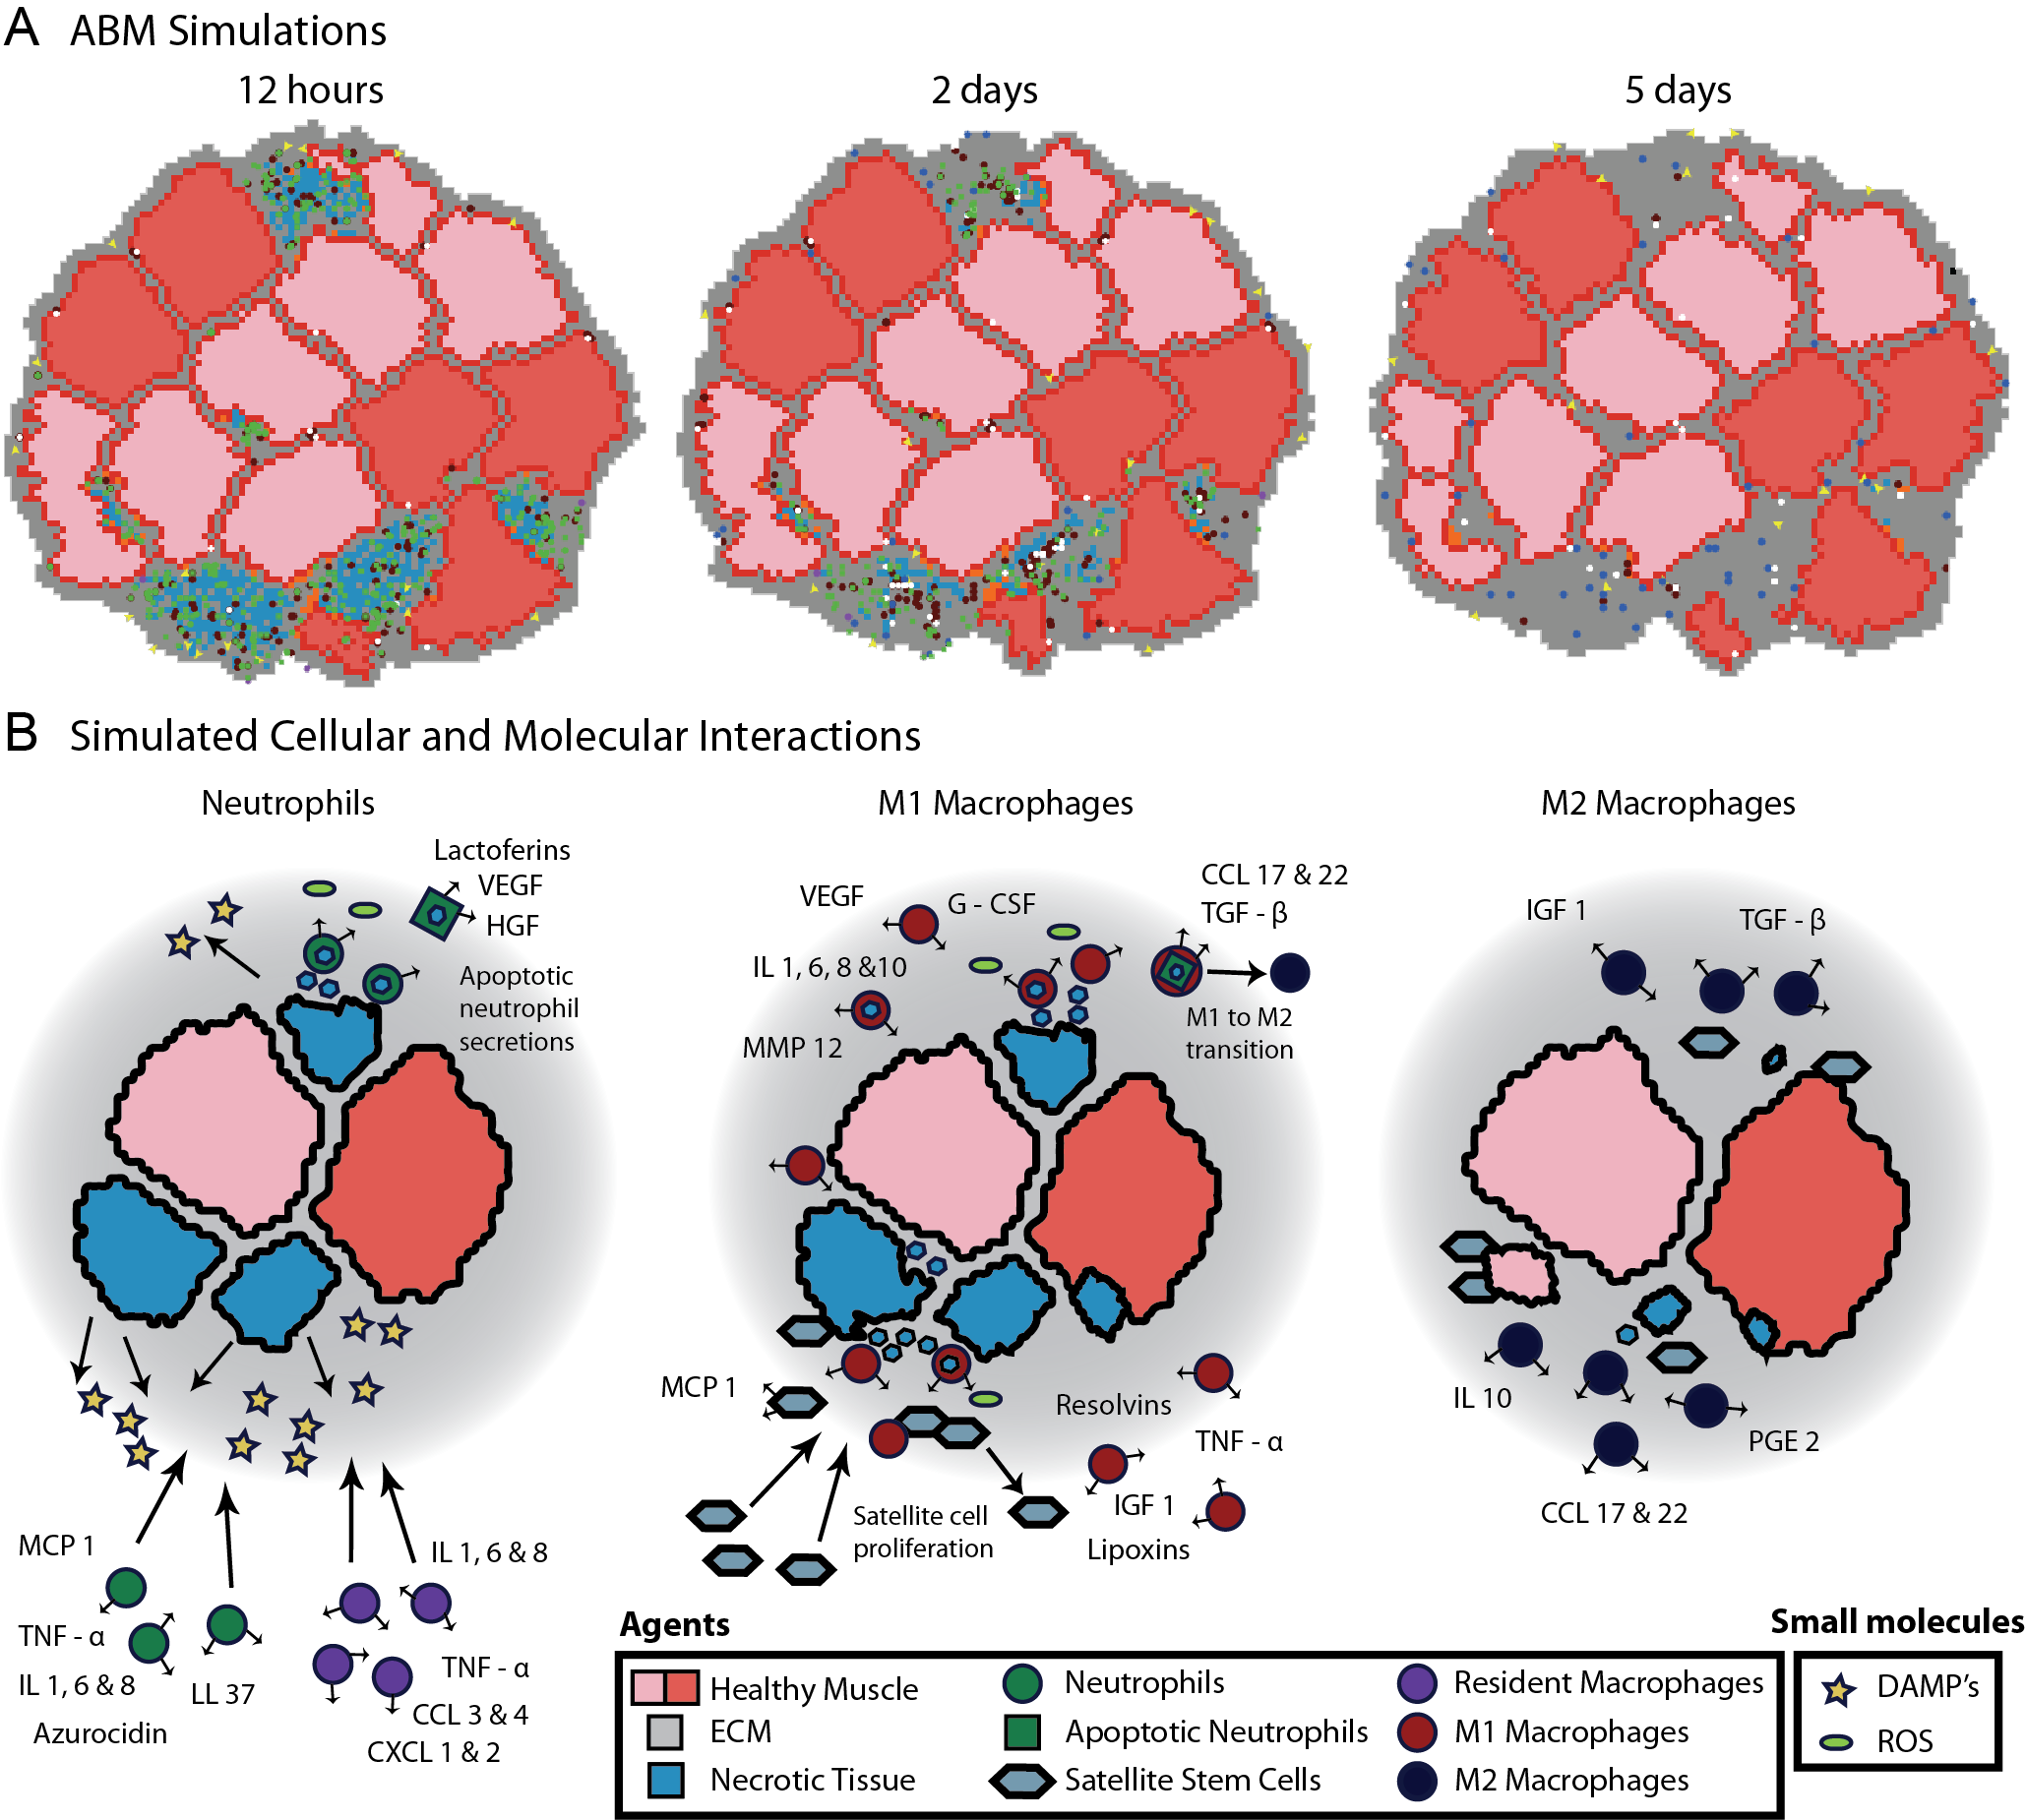 A ABM Simulations
12 hours
2 days
5 days
B Simulated Cellular and Molecular Interactions
Neutrophils
M1 Macrophages
M2 Macrophages
Lactoferins
VEGF
HGF
Apoptotic
neutrophil
secretions
MCP 1
TNF - α
IL 1, 6 & 8
Azurocidin
LL 37
IL 1, 6 & 8
TNF - α
CCL 3 & 4
CXCL 1 & 2
VEGF
G - CSF
CCL 17 & 22
TGF - β
IL 1, 6, 8 &10
MMP 12
M1 to M2
transition
MCP 1
Resolvins
TNF - α
IGF 1
Lipoxins
Satellite cell
proliferation
IGF 1
TGF - β
IL 10
PGE 2
CCL 17 & 22
Agents
Healthy Muscle
ECM
Necrotic Tissue
Neutrophils
Apoptotic Neutrophils
Satellite Stem Cells
Resident Macrophages
M1 Macrophages
M2 Macrophages
Small molecules
DAMP's
ROS